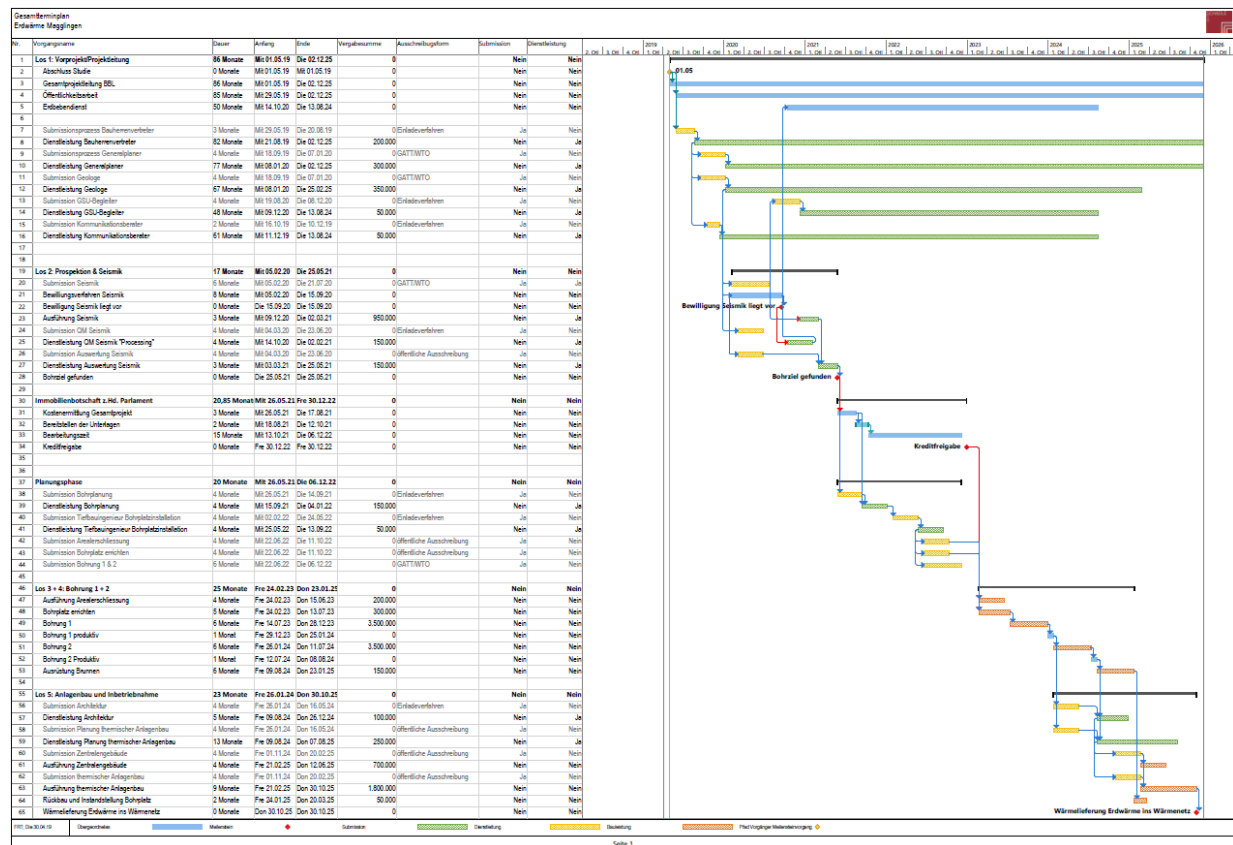 Gesamtterminplan
Erdwärme Magglingen
Nr. Vorgangsname Dauer Anfang Ende Vergabesumme Ausschreibugsform Submission Dienstleistung
2019 2020 2021 2022 2023 2024 2025 2026
1 Los 1: Vorprojekt/Projektleitung 86 Monate Mit 01.05.19 Die 02.12.25 0 Nein Nein
2 Abschluss Studie 0 Monate Mit 01.05.19 Mit 01.05.19 0 Nein Nein 01.05
3 Gesamtprojektleitung BBL 86 Monate Mit 01.05.19 Die 02.12.25 0 Nein Nein
4 Öffentlichkeitsarbeit 85 Monate Mit 29.05.19 Die 02.12.25 0 Nein Nein
5 Erdbebendienst 50 Monate Mit 14.10.20 Die 13.08.24 0 Nein Nein
6
7 Submissionsprozess Bauherrenvertreter 3 Monate Mit 29.05.19 Die 20.08.19 0 Einladeverfahren Ja Nein
8 Dienstleistung Bauherrenvertreter 82 Monate Mit 21.08.19 Die 02.12.25 200.000 Nein Ja
9 Submissionsprozess Generalplaner 4 Monate Mit 18.09.19 Die 07.01.20 0 GATT/WTO Ja Nein
10 Dienstleistung Generalplaner 77 Monate Mit 08.01.20 Die 02.12.25 300.000 Nein Ja
11 Submission Geologe 4 Monate Mit 18.09.19 Die 07.01.20 0 GATT/WTO Ja Nein
12 Dienstleistung Geologe 67 Monate Mit 08.01.20 Die 25.02.25 350.000 Nein Ja
13 Submission GSU-Begleiter 4 Monate Mit 19.08.20 Die 08.12.20 0 Einladeverfahren Ja Nein
14 Dienstleistung GSU-Begleiter 48 Monate Mit 09.12.20 Die 13.08.24 50.000 Nein Ja
15 Submission Kommunikationsberater 2 Monate Mit 16.10.19 Die 10.12.19 0 Einladeverfahren Ja Nein
16 Dienstleistung Kommunikationsberater 61 Monate Mit 11.12.19 Die 13.08.24 50.000 Nein Ja
17
18
19 Los 2: Prospektion & Seismik 17 Monate Mit 05.02.20 Die 25.05.21 0 Nein Nein
20 Submission Seismik 6 Monate Mit 05.02.20 Die 21.07.20 0 GATT/WTO Ja Nein
21 Bewilliungsverfahren Seismik 8 Monate Mit 05.02.20 Die 15.09.20 0 Nein Nein
22 Bewilligung Seismik liegt vor 0 Monate Die 15.09.20 Die 15.09.20 0 Nein Nein Bewilligung Seismik liegt vor
23 Ausführung Seismik 3 Monate Mit 09.12.20 Die 02.03.21 950.000 Nein Nein
24 Submission QM Seismik 4 Monate Mit 04.03.20 Die 23.06.20 0 Einladeverfahren Ja Nein
25 Dienstleistung QM Seismik "Processing" 4 Monate Mit 14.10.20 Die 02.02.21 150.000 Nein Ja
26 Submission Auswertung Seismik 4 Monate Mit 04.03.20 Die 23.06.20 0 öffentliche Ausschreibung Ja Nein
27 Dienstleistung Auswertung Seismik 3 Monate Mit 03.03.21 Die 25.05.21 150.000 Nein Ja
28 Bohrziel gefunden 0 Monate Die 25.05.21 Die 25.05.21 0 Nein Nein Bohrziel gefunden
29
30 Immobilienbotschaft z.Hd. Parlament 20,85 Monat Mit 26.05.21 Fre 30.12.22 0 Nein Nein
31 Kostenermittlung Gesamtprojekt 3 Monate Mit 26.05.21 Die 17.08.21 0 Nein Nein
32 Bereitstellen der Unterlagen 2 Monate Mit 18.08.21 Die 12.10.21 0 Nein Nein
33 Bearbeitungszeit 15 Monate Mit 13.10.21 Die 06.12.22 0 Nein Nein
34 Kreditfreigabe 0 Monate Fre 30.12.22 Fre 30.12.22 0 Nein Nein Kreditfreigabe
35
36
37 Planungsphase 20 Monate Mit 26.05.21 Die 06.12.22 0 Nein Nein
38 Submission Bohrplanung 4 Monate Mit 26.05.21 Die 14.09.21 0 Einladeverfahren Ja Nein
39 Dienstleistung Bohrplanung 4 Monate Mit 15.09.21 Die 04.01.22 150.000 Nein Ja
40 Submission Tiefbauingenieur Bohrplatzinstallation 4 Monate Mit 02.02.22 Die 24.05.22 0 Einladeverfahren Ja Nein
41 Dienstleistung Tiefbauingenieur Bohrplatzinstallation 4 Monate Mit 25.05.22 Die 13.09.22 50.000 Nein Ja
42 Submission Arealerschliessung 4 Monate Mit 22.06.22 Die 11.10.22 0 öffentliche Ausschreibung Ja Nein
43 Submission Bohrplatz errichten 4 Monate Mit 22.06.22 Die 11.10.22 0 öffentliche Ausschreibung Ja Nein
44 Submission Bohrung 1 & 2 6 Monate Mit 22.06.22 Die 06.12.22 0 GATT/WTO Ja Nein
45
46 Los 3 + 4: Bohrung 1 + 2 25 Monate Fre 24.02.23 Don 23.01.25 0 Nein Nein
47 Ausführung Arealerschliessung 4 Monate Fre 24.02.23 Don 15.06.23 200.000 Nein Nein
48 Bohrplatz errichten 5 Monate Fre 24.02.23 Don 13.07.23 300.000 Nein Nein
49 Bohrung 1 6 Monate Fre 14.07.23 Don 28.12.23 3.500.000 Nein Nein
50 Bohrung 1 produktiv 1 Monat Fre 29.12.23 Don 25.01.24 0 Nein Nein
51 Bohrung 2 6 Monate Fre 26.01.24 Don 11.07.24 3.500.000 Nein Nein
52 Bohrung 2 Produktiv 1 Monat Fre 12.07.24 Don 08.08.24 0 Nein Nein
53 Ausrüstung Brunnen 6 Monate Fre 09.08.24 Don 23.01.25 150.000 Nein Nein
54
55 Los 5: Anlagenbau und Inbetriebnahme 23 Monate Fre 26.01.24 Don 30.10.25 0 Nein Nein
56 Submission Architektur 4 Monate Fre 26.01.24 Don 16.05.24 0 Einladeverfahren Ja Nein
57 Dienstleistung Architektur 5 Monate Fre 09.08.24 Don 26.12.24 100.000 Nein Ja
58 Submission Planung thermischer Anlagenbau 4 Monate Fre 26.01.24 Don 16.05.24 0 öffentliche Ausschreibung Ja Nein
59 Dienstleistung Planung thermischer Anlagenbau 13 Monate Fre 09.08.24 Don 07.08.25 250.000 Nein Ja
60 Submission Zentralengebäude 4 Monate Fre 01.11.24 Don 20.02.25 0 öffentliche Ausschreibung Ja Nein
61 Ausführung Zentralengebäude 4 Monate Fre 21.02.25 Don 12.06.25 700.000 Nein Nein
62 Submission thermischer Anlagenbau 4 Monate Fre 01.11.24 Don 20.02.25 0 öffentliche Ausschreibung Ja Nein
63 Ausführung thermischer Anlagenbau 9 Monate Fre 21.02.25 Don 30.10.25 1.800.000 Nein Nein
64 Rückbau und Instandstellung Bohrplatz 2 Monate Fre 24.01.25 Don 20.03.25 50.000 Nein Nein
65 Wärmelieferung Erdwärme ins Wärmenetz 0 Monate Don 30.10.25 Don 30.10.25 0 Nein Nein Wärmelieferung Erdwärme ins Wärmenetz
Die 30.04.19 Übergeordnetes Meilenstein Submission Dienstleistung Bauleistung Pfad Vorgänger Meilensteinvorgang
Seite 1